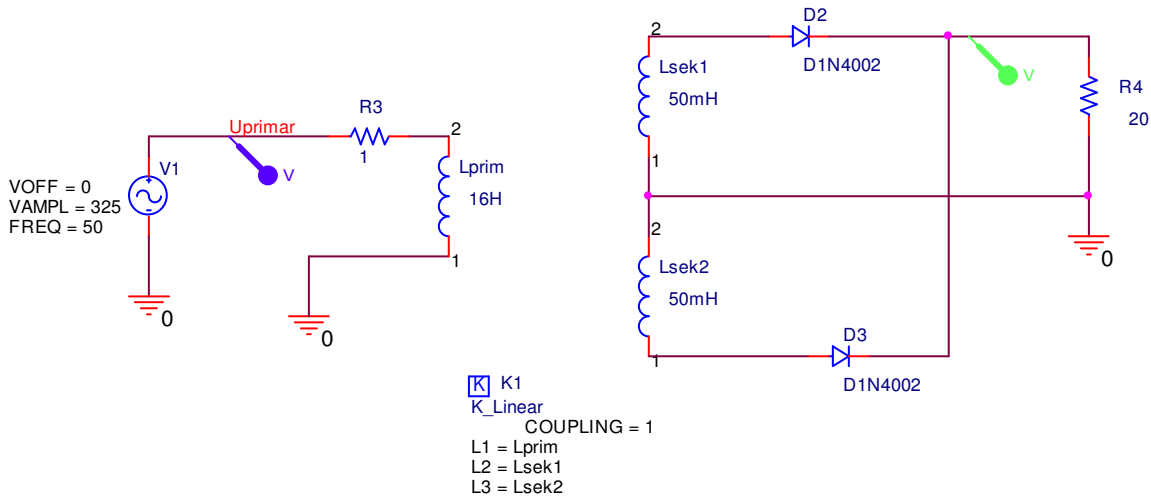 Uprimar
V
V1
VOFF = 0
VAMPL = 325
FREQ = 50
0
R3
1
2
Lprim
16H
1
0
2
Lsek1
50mH
1
D2
D1N4002
V
R4
20
0
2
Lsek2
50mH
1
D3
D1N4002
K K1
K_Linear
COUPLING = 1
L1 = Lprim
L2 = Lsek1
L3 = Lsek2